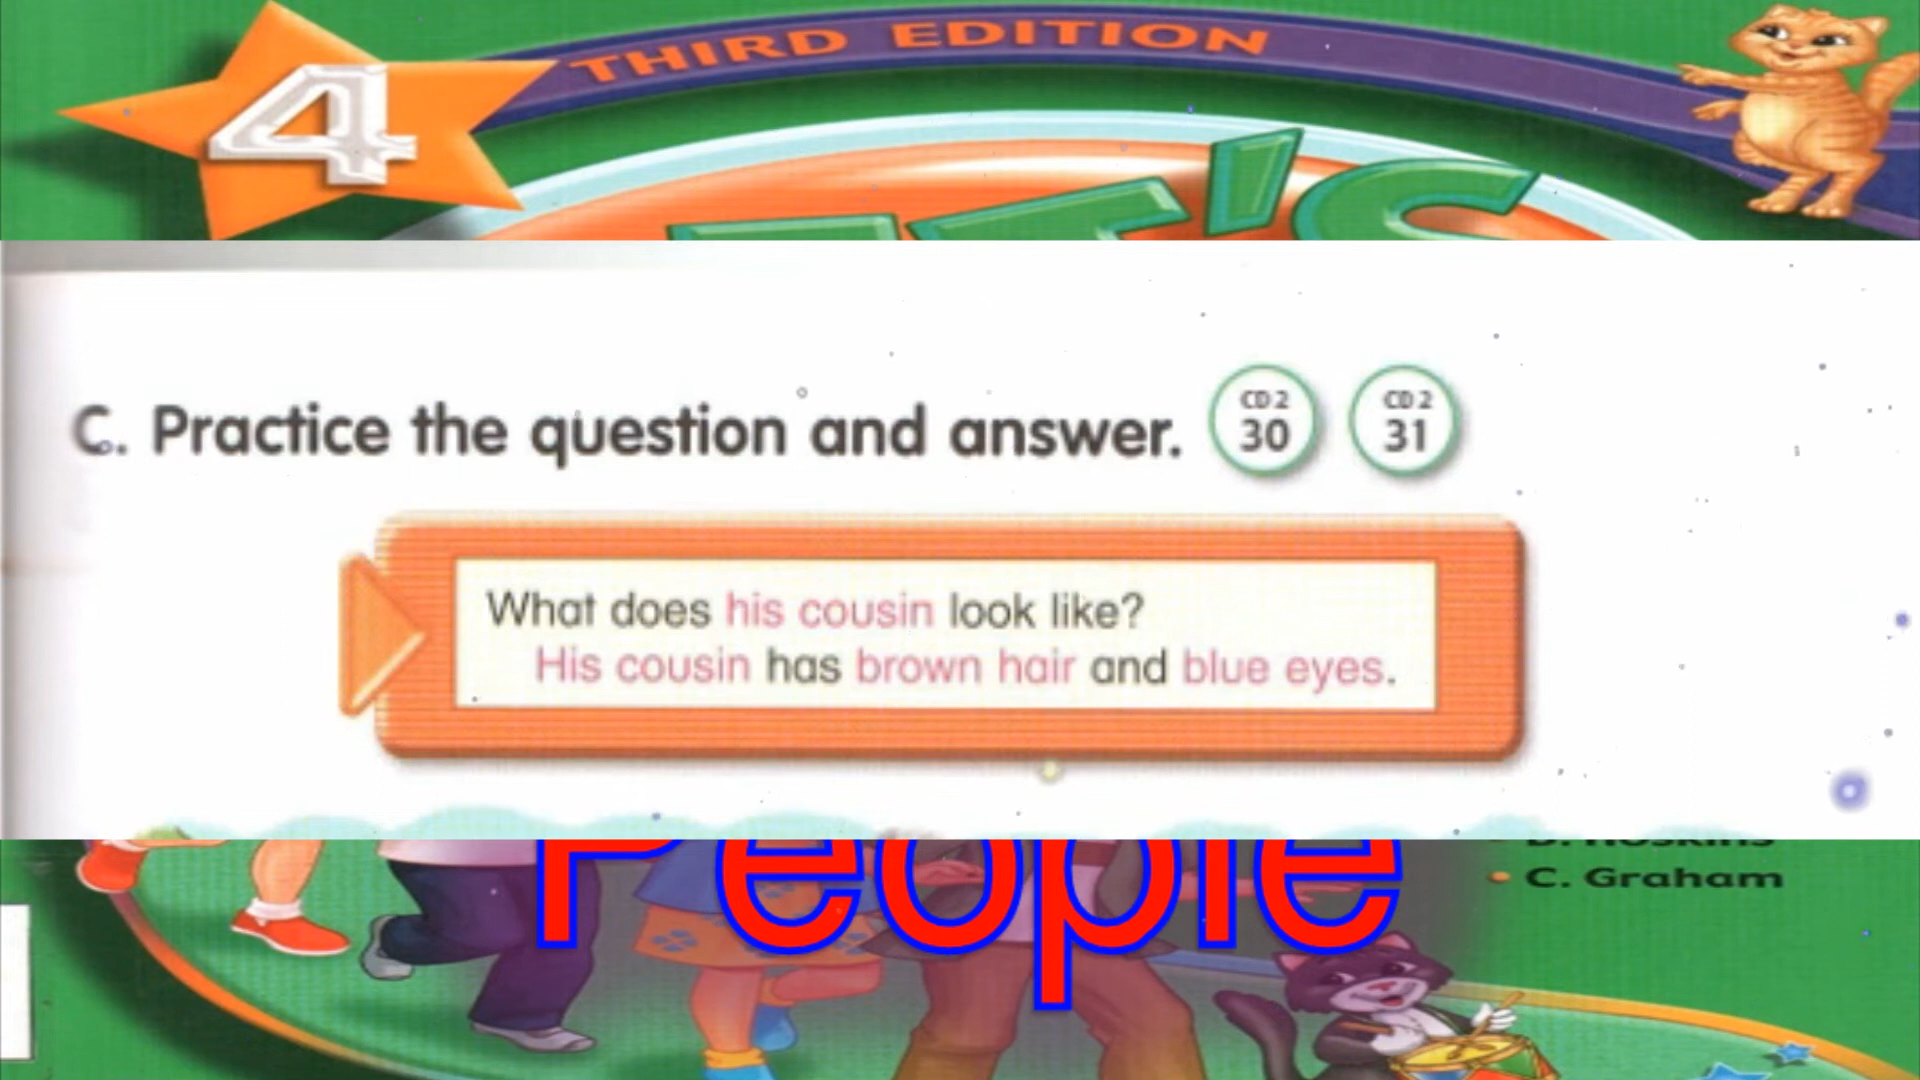 4
THIRD EDITION
C. Practice the question and answer.
CD 2
30
CD 2
31
What does his cousin look like?
His cousin has brown hair and blue eyes.
People
C. Graham